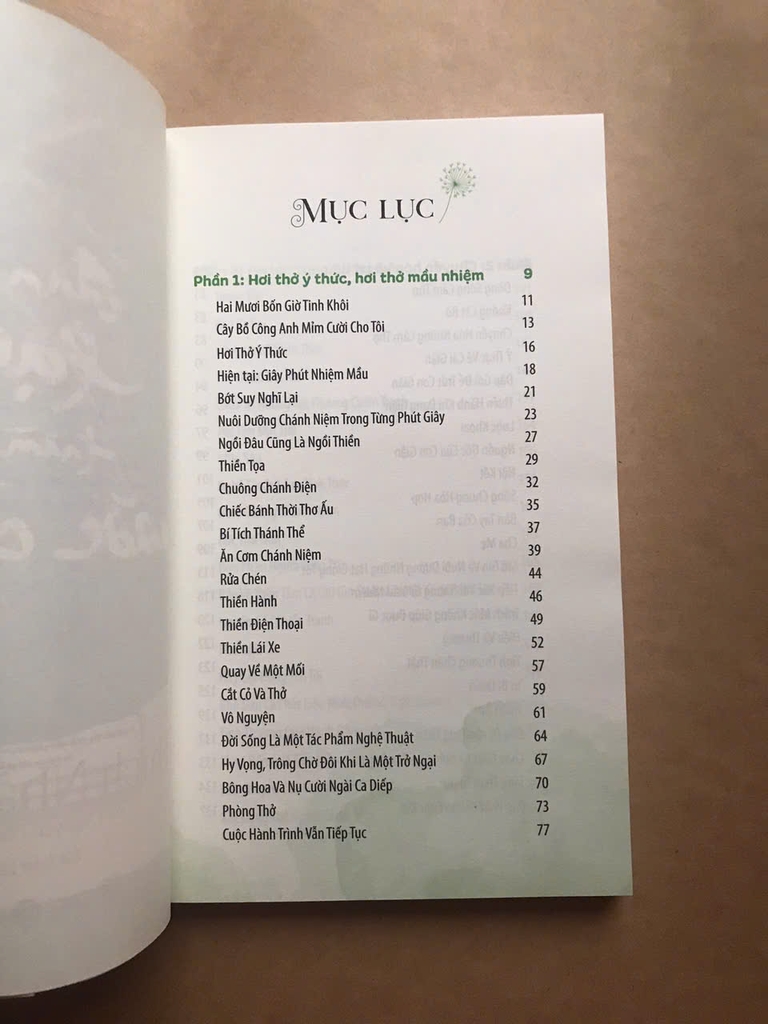 MỤC LỤC
Phần 1: Hơi thở ý thức, hơi thở mầu nhiệm 9
Hai Mươi Bốn Giờ Tinh Khôi 11
Cây Bồ Công Anh Mỉm Cười Cho Tôi 13
Hơi Thở Ý Thức 16
Hiện tại: Giây Phút Nhiệm Mầu 18
Bớt Suy Nghĩ Lại 21
Nuôi Dưỡng Chánh Niệm Trong Từng Phút Giây 23
Ngồi Đâu Cũng Là Ngồi Thiền 27
Thiền Tọa 29
Chuông Chánh Điện 32
Chiếc Bánh Thời Thơ Ấu 35
Bí Tích Thánh Thể 37
Ăn Cơm Chánh Niệm 39
Rửa Chén 44
Thiền Hành 46
Thiền Điện Thoại 49
Thiền Lái Xe 52
Quay Về Một Mối 57
Cắt Cỏ Và Thở 59
Vô Nguyện 61
Đời Sống Là Một Tác Phẩm Nghệ Thuật 64
Hy Vọng, Trông Chờ Đôi Khi Là Một Trở Ngại 67
Bông Hoa Và Nụ Cười Ngài Ca Diếp 70
Phòng Thở 73
Cuộc Hành Trình Vẫn Tiếp Tục 77